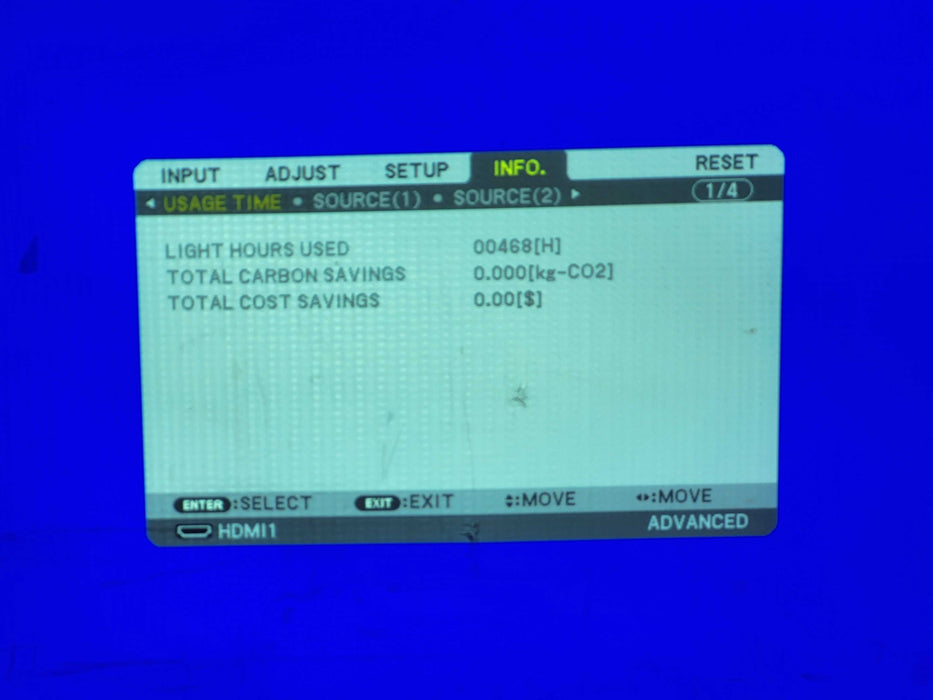 INPUT ADJUST SETUP INFO. RESET
USAGE TIME • SOURCE(1) • SOURCE(2) 1/4
LIGHT HOURS USED 00468[H]
TOTAL CARBON SAVINGS 0.000[kg-CO2]
TOTAL COST SAVINGS 0.00[$]
ENTER :SELECT EXIT :EXIT :MOVE :MOVE
HDMI1 ADVANCED